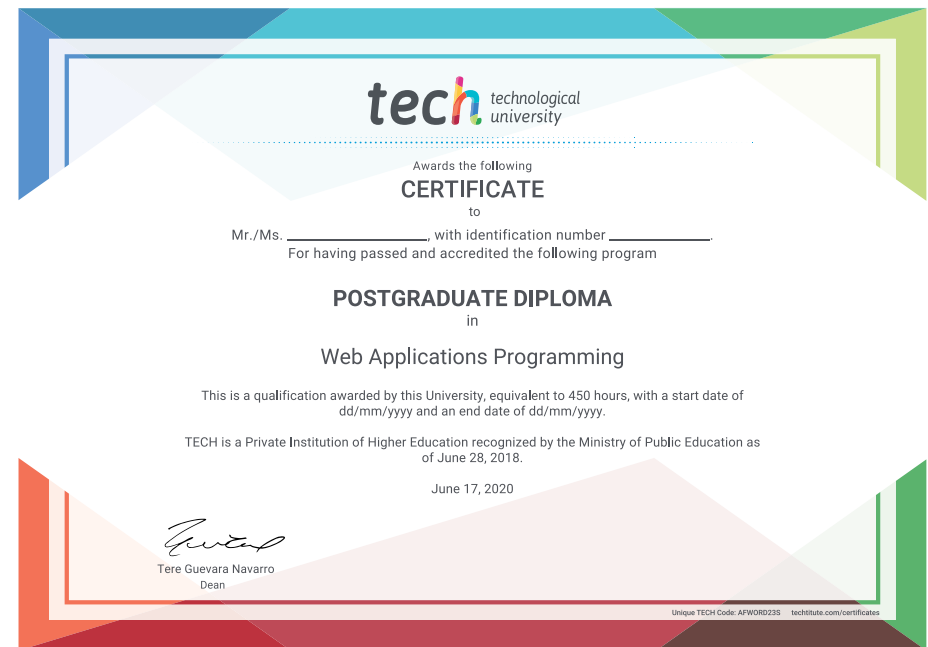 tech technological
university
Awards the following
CERTIFICATE
to
Mr./Ms. ____________________, with identification number ______________.
For having passed and accredited the following program
POSTGRADUATE DIPLOMA
in
Web Applications Programming
This is a qualification awarded by this University, equivalent to 450 hours, with a start date of
dd/mm/yyyy and an end date of dd/mm/yyyy.
TECH is a Private Institution of Higher Education recognized by the Ministry of Public Education as
of June 28, 2018.
June 17, 2020
Tere Guevara Navarro
Dean
Unique TECH Code: AFWORD23S techtitute.com/certificates